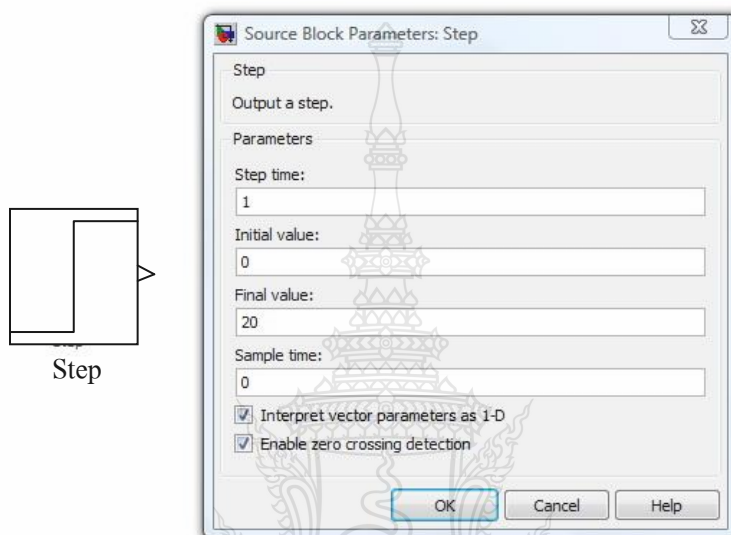 Source Block Parameters: Step
Step
Output a step.
Parameters
Step time:
1
Initial value:
0
Final value:
20
Sample time:
0
Interpret vector parameters as 1-D
Enable zero crossing detection
OK
Cancel
Help
Step